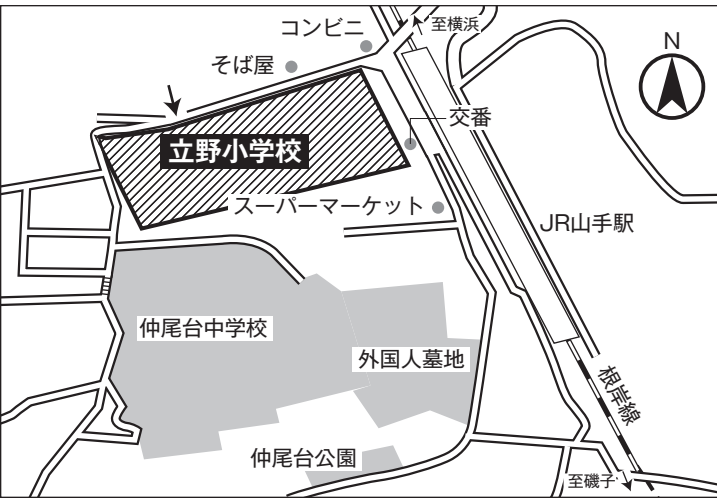 コンビニ
至横浜
そば屋
N
交番
立野小学校
スーパーマーケット
JR山手駅
仲尾台中学校
外国人墓地
根岸線
仲尾台公園
至磯子